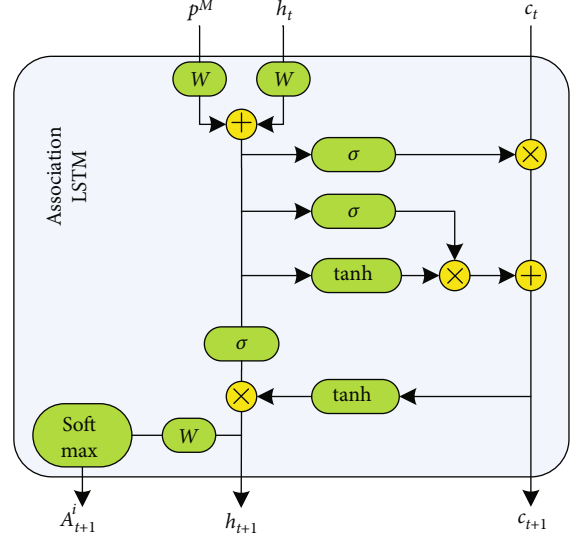 p^M h_t c_t
W W
+
Association
LSTM
σ ×
σ
tanh × +
σ
× tanh
Soft
max
W
A^i_{t+1} h_{t+1} c_{t+1}